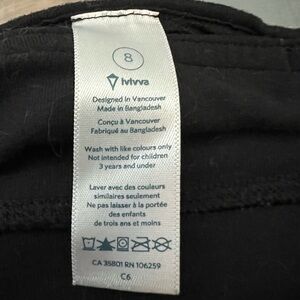 8
ivivva
Designed in Vancouver
Made in Bangladesh
Conçu à Vancouver
Fabriqué au Bangladesh
Wash with like colours only
Not intended for children
3 years and under
Laver avec des couleurs
similaires seulement
Ne pas laisser à la portée
des enfants
de trois ans et moins
CA 35801 RN 106259
C6